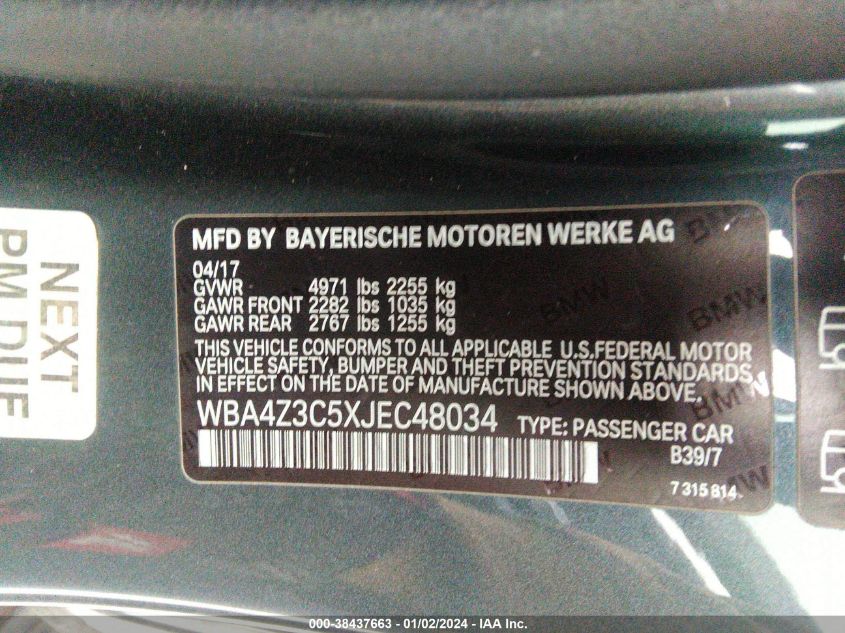 NEXT
PM DUE
MFD BY BAYERISCHE MOTOREN WERKE AG
04/17
GVWR 4971 lbs 2255 kg
GAWR FRONT 2282 lbs 1035 kg
GAWR REAR 2767 lbs 1255 kg
THIS VEHICLE CONFORMS TO ALL APPLICABLE U.S.FEDERAL MOTOR
VEHICLE SAFETY, BUMPER AND THEFT PREVENTION STANDARDS
IN EFFECT ON THE DATE OF MANUFACTURE SHOWN ABOVE.
WBA4Z3C5XJEC48034 TYPE: PASSENGER CAR
B39/7
7 315 814
BMW
BMW
BMW
000-38437663 - 01/02/2024 - IAA Inc.